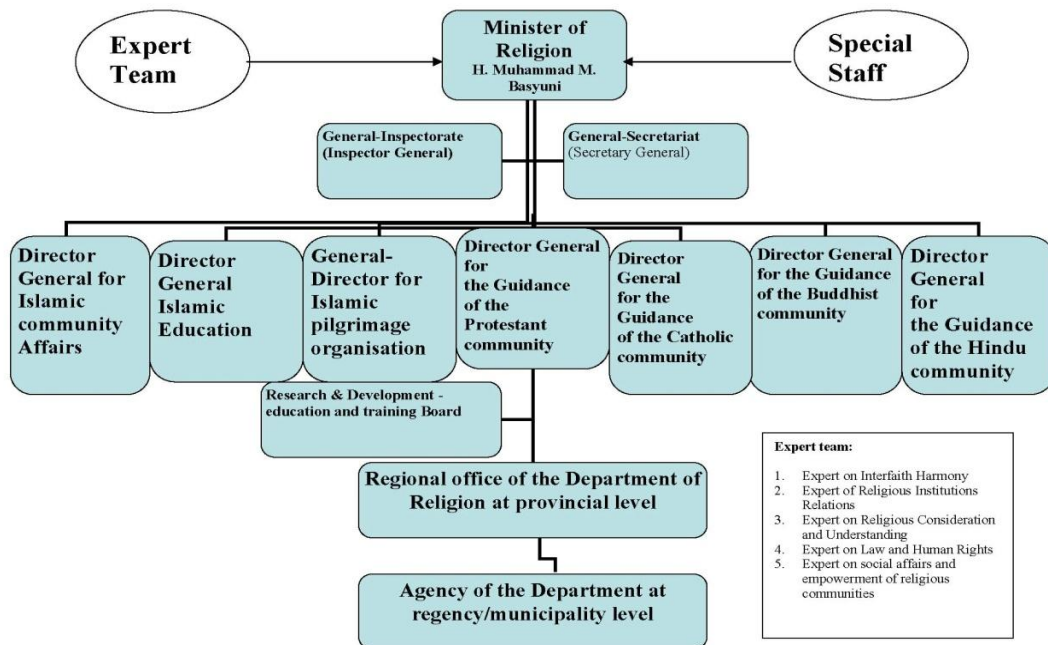 Expert
Team
Minister of
Religion
H. Muhammad M.
Basyuni
Special
Staff
General-Inspectorate
(Inspector General)
General-Secretariat
(Secretary General)
Director
General for
Islamic
community
Affairs
Director
General
Islamic
Education
General-
Director for
Islamic
pilgrimage
organisation
Director General
for
the Guidance
of the
Protestant
community
Director
General
for the
Guidance
of the Catholic
community
Director General
for the Guidance
of the Buddhist
community
Director
General
for
the Guidance
of the Hindu
community
Research & Development -
education and training Board
Regional office of the Department of
Religion at provincial level
Agency of the Department at
regency/municipality level
Expert team:
1. Expert on Interfaith Harmony
2. Expert of Religious Institutions
Relations
3. Expert on Religious Consideration
and Understanding
4. Expert on Law and Human Rights
5. Expert on social affairs and
empowerment of religious
communities